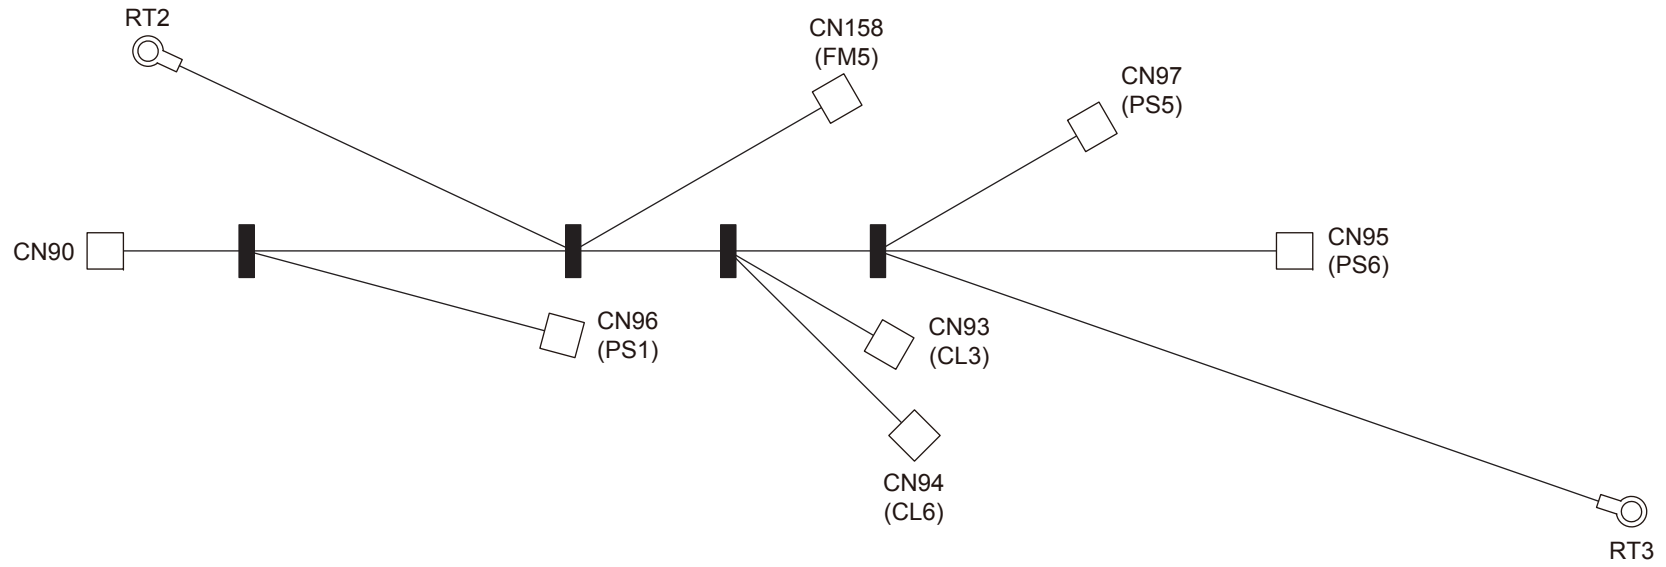 RT2
CN158
(FM5)
CN97
(PS5)
CN90
CN95
(PS6)
CN96
(PS1)
CN93
(CL3)
CN94
(CL6)
RT3